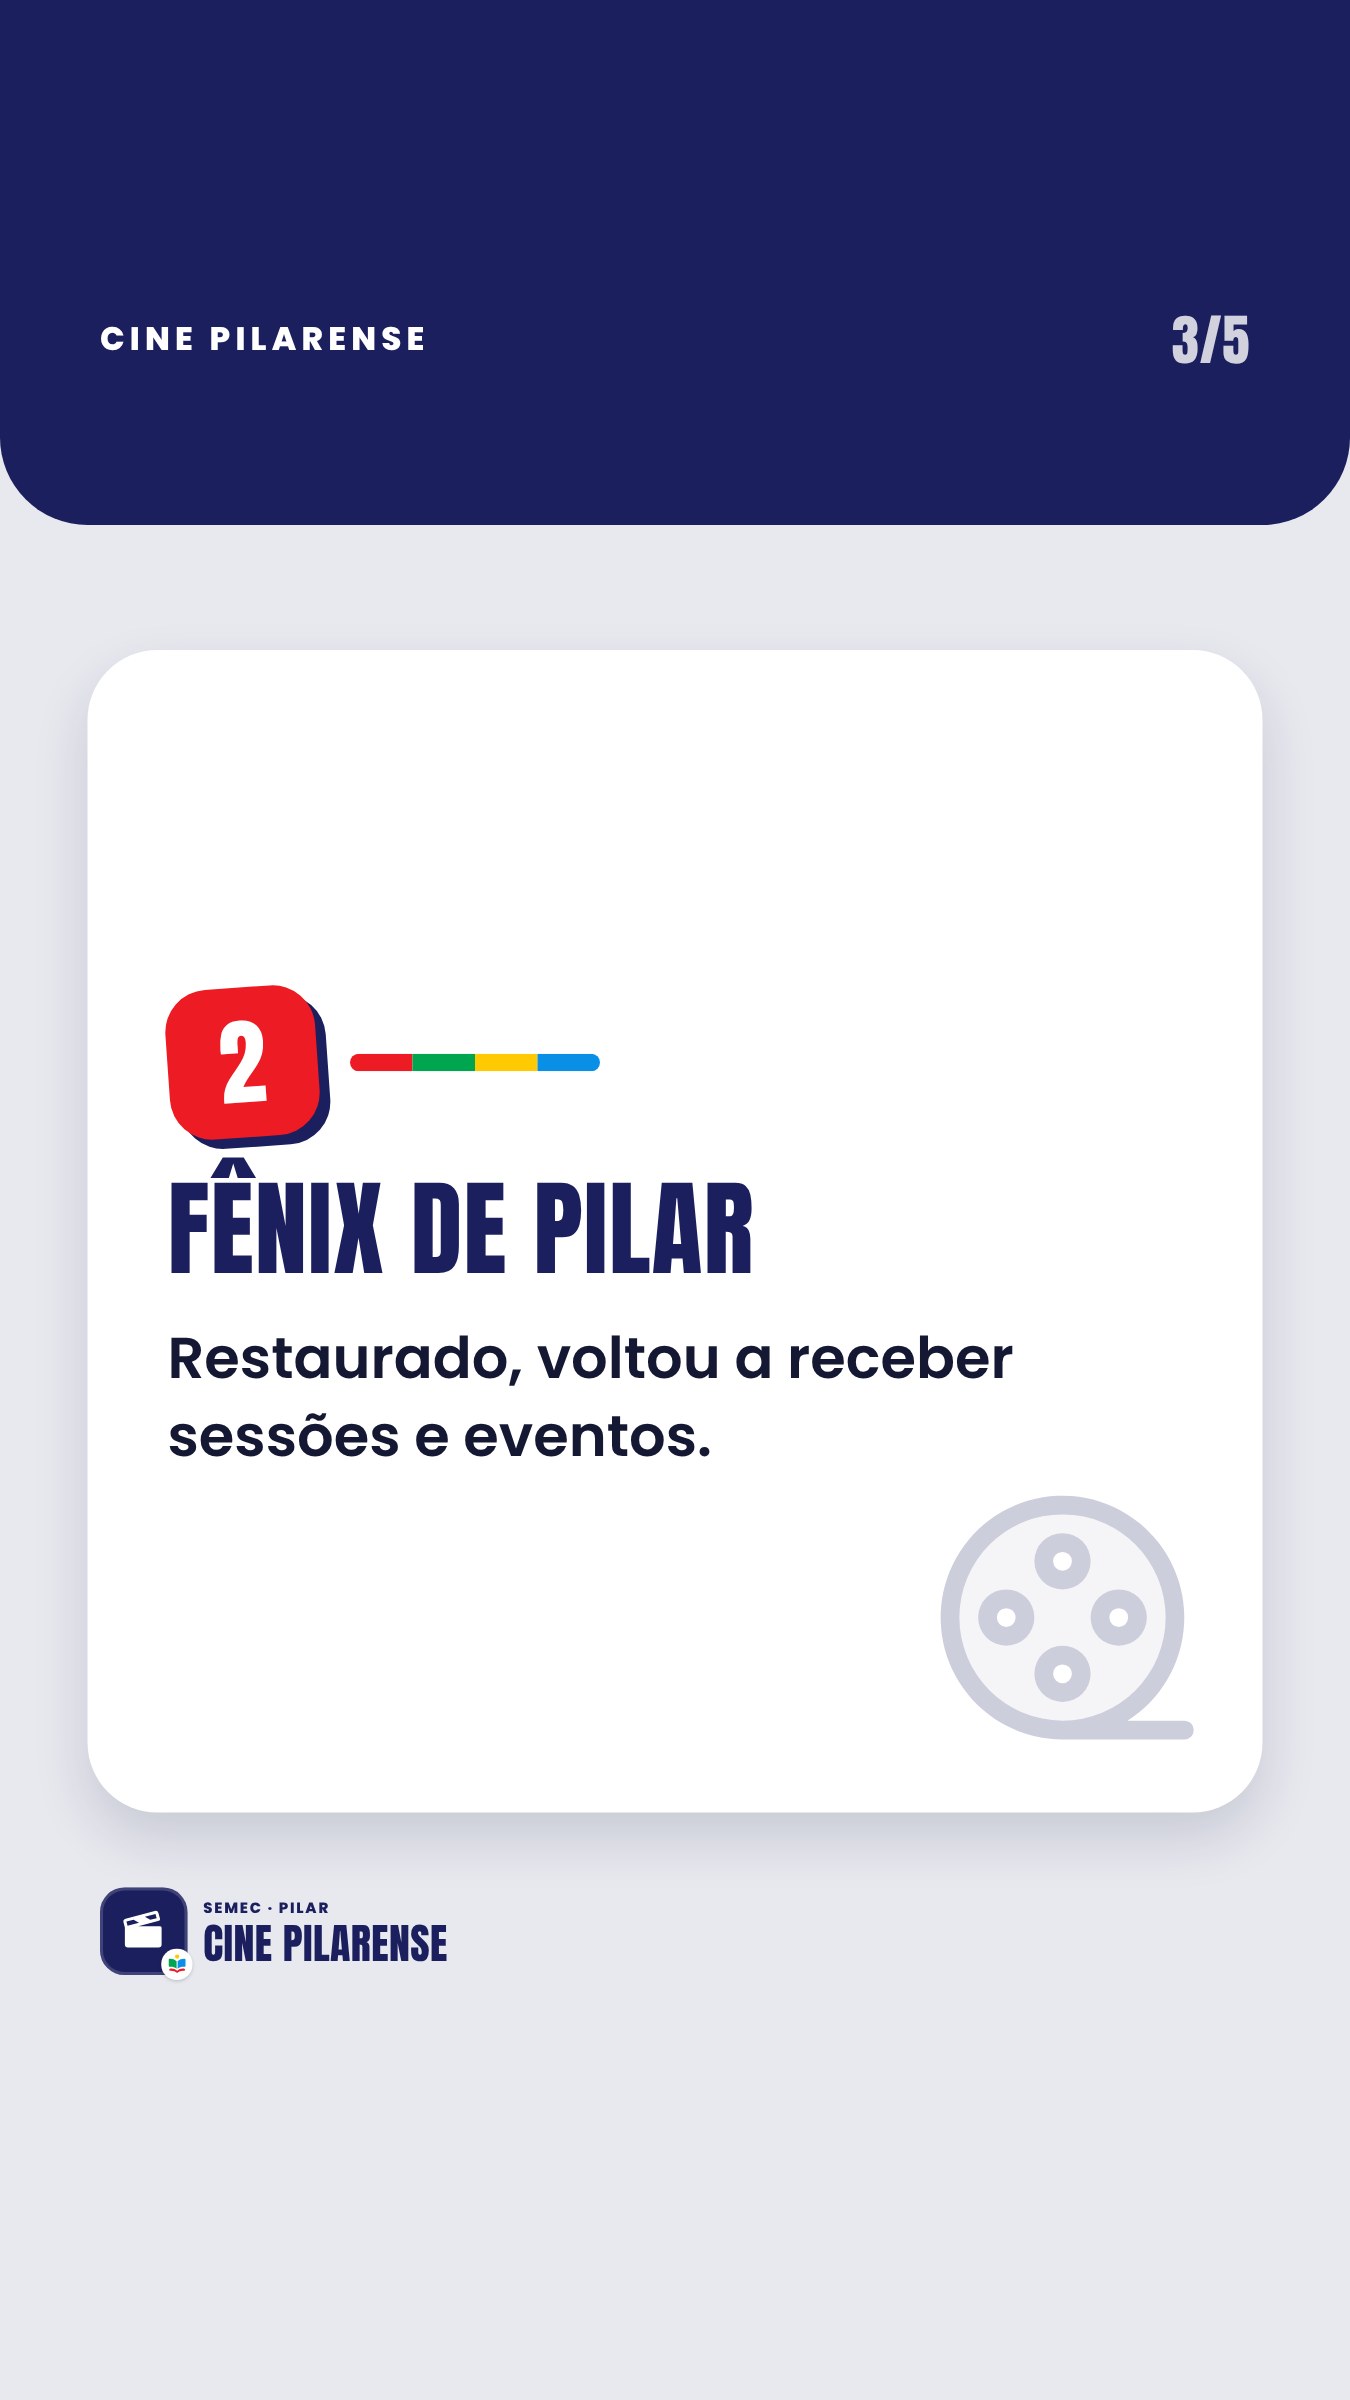 CINE PILARENSE
3/5
2
FÊNIX DE PILAR
Restaurado, voltou a receber
sessões e eventos.
SEMEC · PILAR
CINE PILARENSE